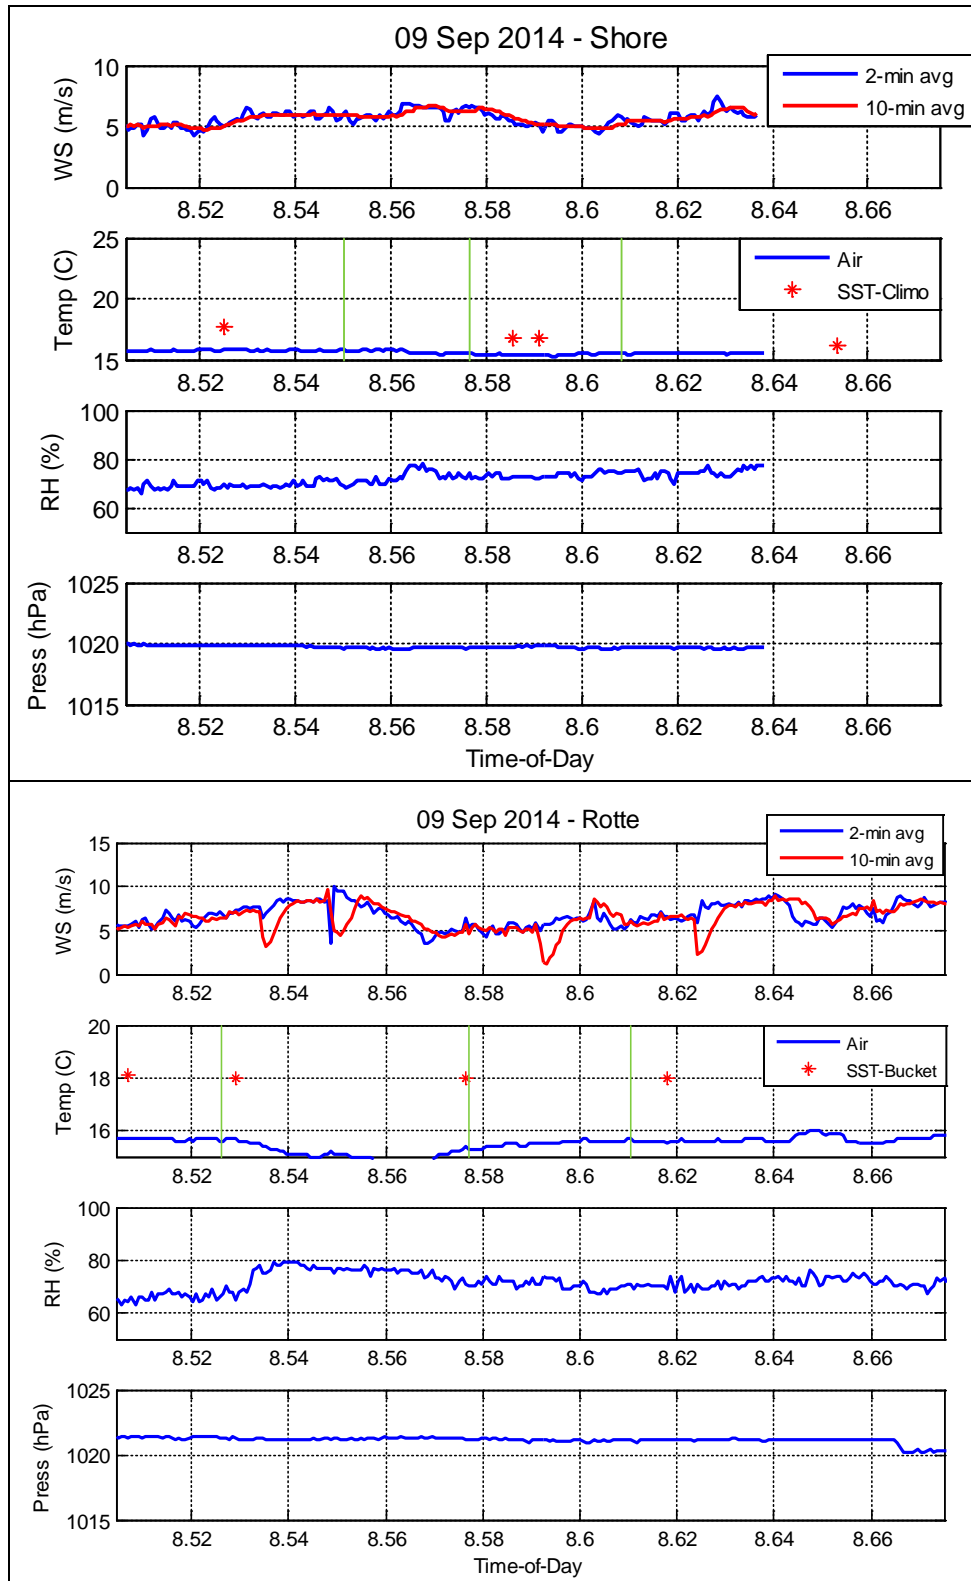 09 Sep 2014 - Shore
2-min avg
10-min avg
WS (m/s)
10
5
0
8.52 8.54 8.56 8.58 8.6 8.62 8.64 8.66
Temp (C)
25
20
15
Air
SST-Climo
8.52 8.54 8.56 8.58 8.6 8.62 8.64 8.66
RH (%)
100
80
60
8.52 8.54 8.56 8.58 8.6 8.62 8.64 8.66
Press (hPa)
1025
1020
1015
8.52 8.54 8.56 8.58 8.6 8.62 8.64 8.66
Time-of-Day
09 Sep 2014 - Rotte
2-min avg
10-min avg
WS (m/s)
15
10
5
0
8.52 8.54 8.56 8.58 8.6 8.62 8.64 8.66
Temp (C)
20
18
16
Air
SST-Bucket
8.52 8.54 8.56 8.58 8.6 8.62 8.64 8.66
RH (%)
100
80
60
8.52 8.54 8.56 8.58 8.6 8.62 8.64 8.66
Press (hPa)
1025
1020
1015
8.52 8.54 8.56 8.58 8.6 8.62 8.64 8.66
Time-of-Day